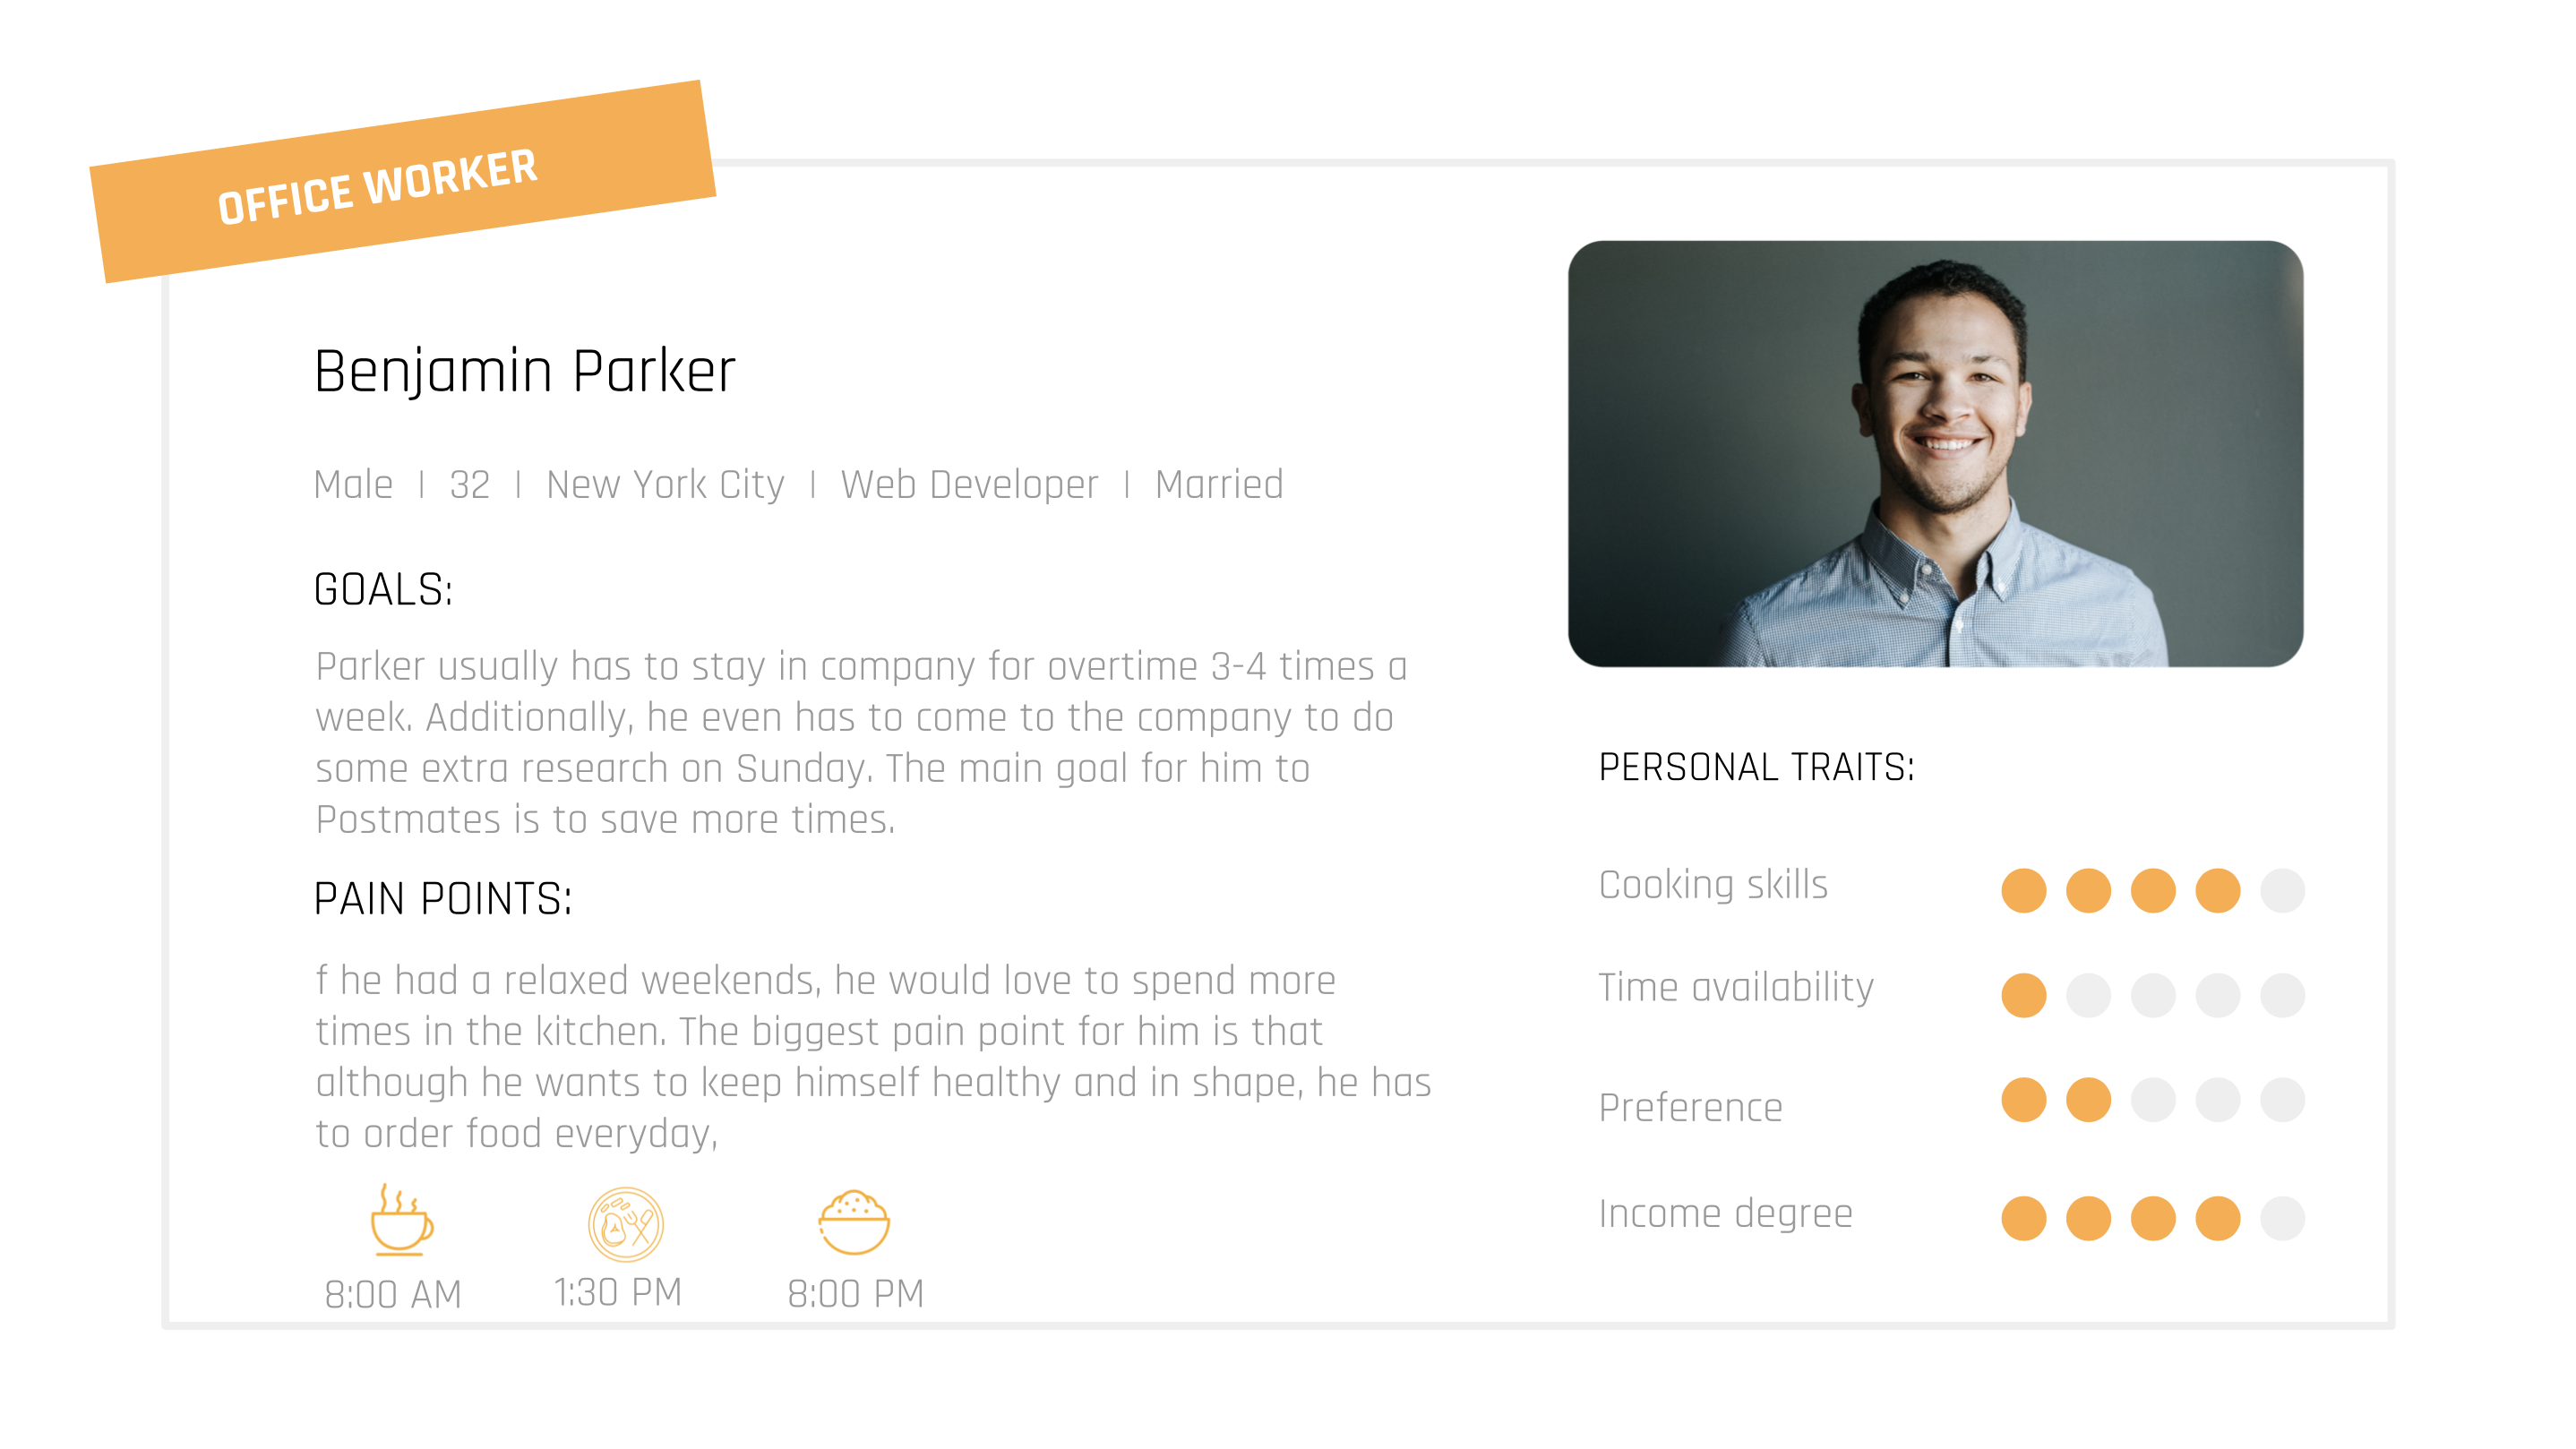 OFFICE WORKER
Benjamin Parker
Male | 32 | New York City | Web Developer | Married
GOALS:
Parker usually has to stay in company for overtime 3-4 times a
week. Additionally, he even has to come to the company to do
some extra research on Sunday. The main goal for him to
Postmates is to save more times.
PAIN POINTS:
f he had a relaxed weekends, he would love to spend more
times in the kitchen. The biggest pain point for him is that
although he wants to keep himself healthy and in shape, he has
to order food everyday,
8:00 AM
1:30 PM
8:00 PM
PERSONAL TRAITS:
Cooking skills
Time availability
Preference
Income degree